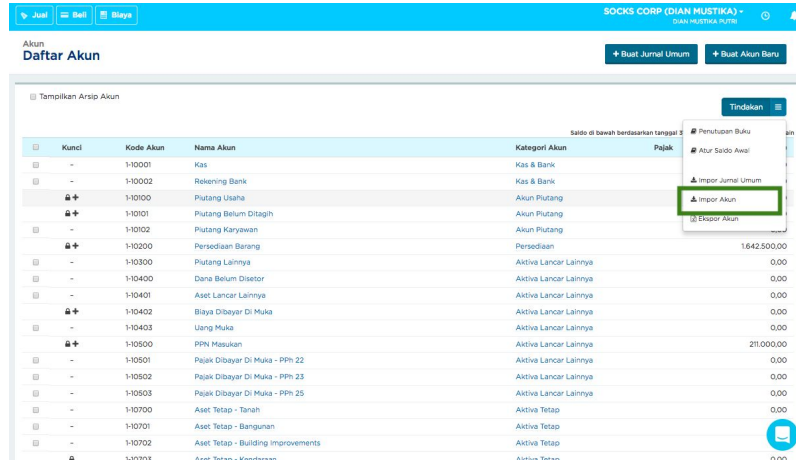 Jual Beli Biaya SOCKS CORP (DIAN MUSTIKA)
DIAN MUSTIKA PUTRI
Akun
Daftar Akun
+ Buat Jurnal Umum + Buat Akun Baru
Tampilkan Arsip Akun
Tindakan
Saldo di bawah berdasarkan tanggal 3
Penutupan Buku
Atur Saldo Awal
Impor Jurnal Umum
Impor Akun
Ekspor Akun
Kunci Kode Akun Nama Akun Kategori Akun Pajak
- 1-10001 Kas Kas & Bank
- 1-10002 Rekening Bank Kas & Bank
1-10100 Piutang Usaha Akun Piutang
1-10101 Piutang Belum Ditagih Akun Piutang
- 1-10102 Piutang Karyawan Akun Piutang
1-10200 Persediaan Barang Persediaan 1.642.500,00
- 1-10300 Piutang Lainnya Aktiva Lancar Lainnya 0,00
- 1-10400 Dana Belum Disetor Aktiva Lancar Lainnya 0,00
- 1-10401 Aset Lancar Lainnya Aktiva Lancar Lainnya 0,00
1-10402 Biaya Dibayar Di Muka Aktiva Lancar Lainnya 0,00
- 1-10403 Uang Muka Aktiva Lancar Lainnya 0,00
1-10500 PPN Masukan Aktiva Lancar Lainnya 211.000,00
- 1-10501 Pajak Dibayar Di Muka - PPh 22 Aktiva Lancar Lainnya 0,00
- 1-10502 Pajak Dibayar Di Muka - PPh 23 Aktiva Lancar Lainnya 0,00
- 1-10503 Pajak Dibayar Di Muka - PPh 25 Aktiva Lancar Lainnya 0,00
- 1-10700 Aset Tetap - Tanah Aktiva Tetap 0,00
- 1-10701 Aset Tetap - Bangunan Aktiva Tetap
- 1-10702 Aset Tetap - Building Improvements Aktiva Tetap
1-10703 Aset Tetap - Kendaraan Aktiva Tetap 0,00